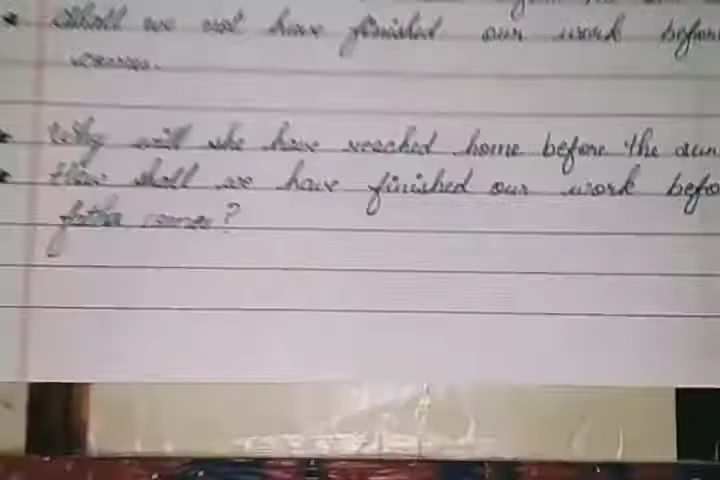 Shall we not have finished our work before
comes.
Why will she have reached home before the sun
How shall we have finished our work befo
father comes?